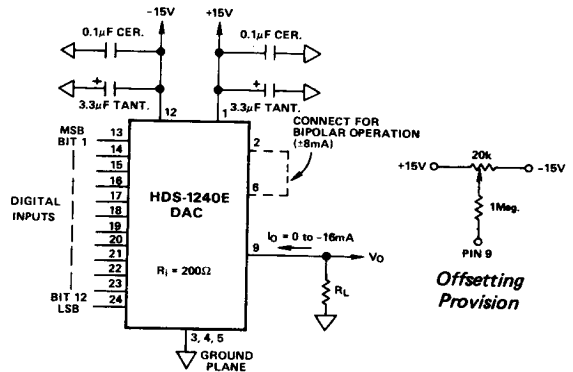 -15V
+15V
0.1µF CER.
0.1µF CER.
+
+
3.3µF TANT.
3.3µF TANT.
12
1
CONNECT FOR
BIPOLAR OPERATION
(±8mA)
MSB
BIT 1
13
14
15
16
17
18
19
20
21
22
23
24
DIGITAL
INPUTS
BIT 12
LSB
HDS-1240E
DAC
Ri = 200Ω
2
6
9
IO = 0 to -16mA
VO
RL
3, 4, 5
GROUND
PLANE
20k
+15V
-15V
1Meg.
PIN 9
Offsetting
Provision